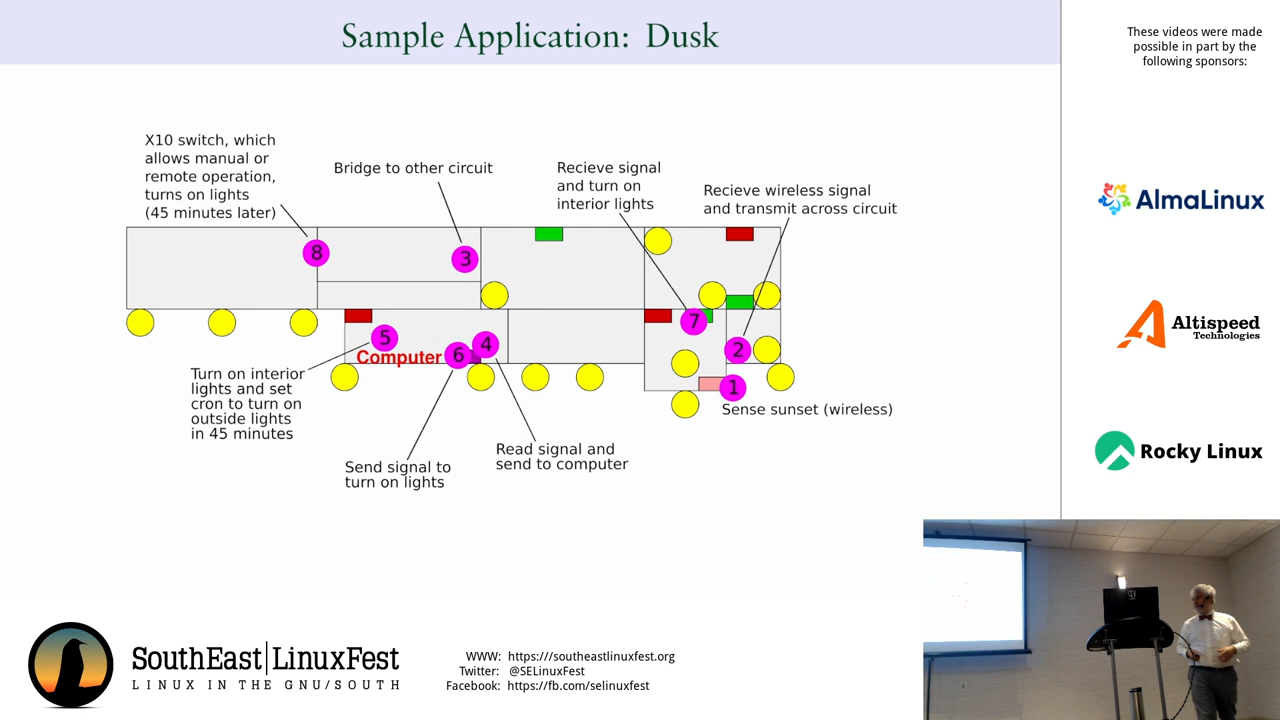 Sample Application: Dusk
These videos were made
possible in part by the
following sponsors:
X10 switch, which
allows manual or
remote operation,
turns on lights
(45 minutes later)
Bridge to other circuit
Recieve signal
and turn on
interior lights
Recieve wireless signal
and transmit across circuit
AlmaLinux
8
3
7
5
Computer
6
4
2
1
Turn on interior
lights and set
cron to turn on
outside lights
in 45 minutes
Sense sunset (wireless)
Send signal to
turn on lights
Read signal and
send to computer
Altispeed
Technologies
Rocky Linux
SouthEast LinuxFest
LINUX IN THE GNU/SOUTH
WWW: https:///southeastlinuxfest.org
Twitter: @SELinuxFest
Facebook: https://fb.com/selinuxfest